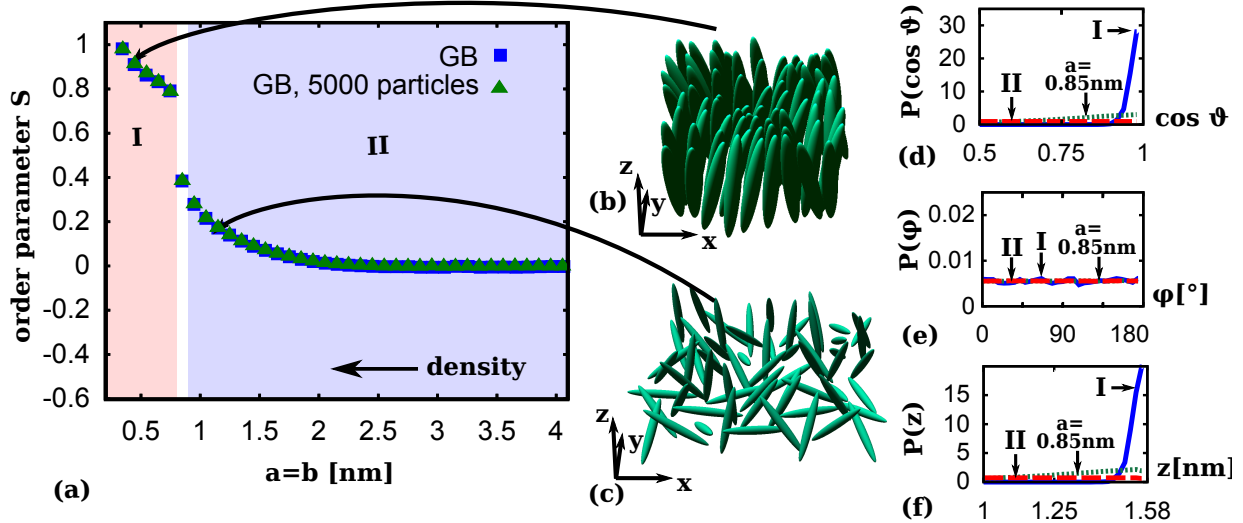 order parameter S
1
0.8
0.6
0.4
0.2
0
-0.2
-0.4
-0.6
GB
GB, 5000 particles
I
II
density
0.5
1
1.5
2
2.5
3
3.5
4
a=b [nm]
(a)
z
y
x
(b)
z
y
x
(c)
P(cos ϑ)
30
20
10
0
I
II
a=
0.85nm
cos ϑ
0.5
0.75
1
(d)
P(φ)
0.02
0.01
0
II
I
a=
0.85nm
φ[°]
0
90
180
(e)
P(z)
15
10
5
0
I
II
a=
0.85nm
z[nm]
1
1.25
1.58
(f)